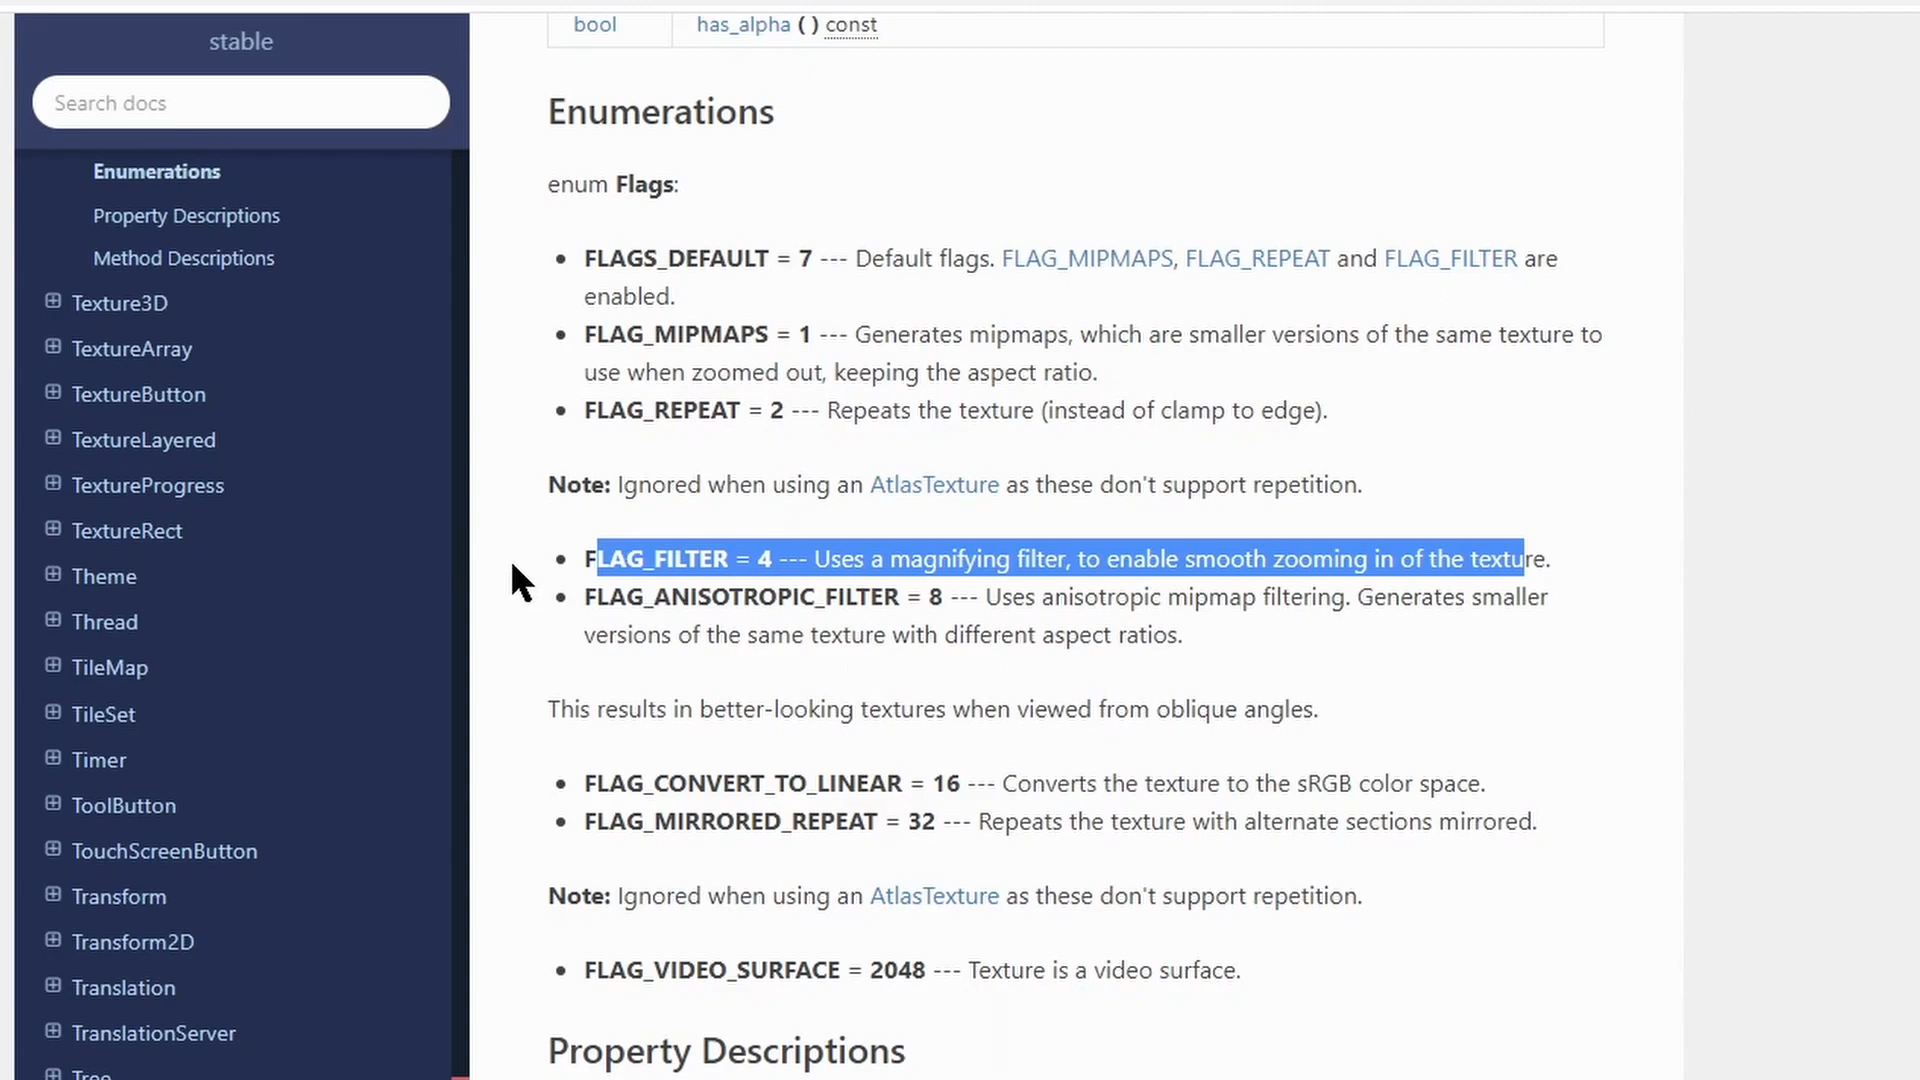 stable
Search docs
Enumerations
Property Descriptions
Method Descriptions
Texture3D
TextureArray
TextureButton
TextureLayered
TextureProgress
TextureRect
Theme
Thread
TileMap
TileSet
Timer
ToolButton
TouchScreenButton
Transform
Transform2D
Translation
TranslationServer
Tree
bool has_alpha ( ) const
Enumerations
enum Flags:
FLAGS_DEFAULT = 7 --- Default flags. FLAG_MIPMAPS, FLAG_REPEAT and FLAG_FILTER are
enabled.
FLAG_MIPMAPS = 1 --- Generates mipmaps, which are smaller versions of the same texture to
use when zoomed out, keeping the aspect ratio.
FLAG_REPEAT = 2 --- Repeats the texture (instead of clamp to edge).
Note: Ignored when using an AtlasTexture as these don't support repetition.
FLAG_FILTER = 4 --- Uses a magnifying filter, to enable smooth zooming in of the texture.
FLAG_ANISOTROPIC_FILTER = 8 --- Uses anisotropic mipmap filtering. Generates smaller
versions of the same texture with different aspect ratios.
This results in better-looking textures when viewed from oblique angles.
FLAG_CONVERT_TO_LINEAR = 16 --- Converts the texture to the sRGB color space.
FLAG_MIRRORED_REPEAT = 32 --- Repeats the texture with alternate sections mirrored.
Note: Ignored when using an AtlasTexture as these don't support repetition.
FLAG_VIDEO_SURFACE = 2048 --- Texture is a video surface.
Property Descriptions